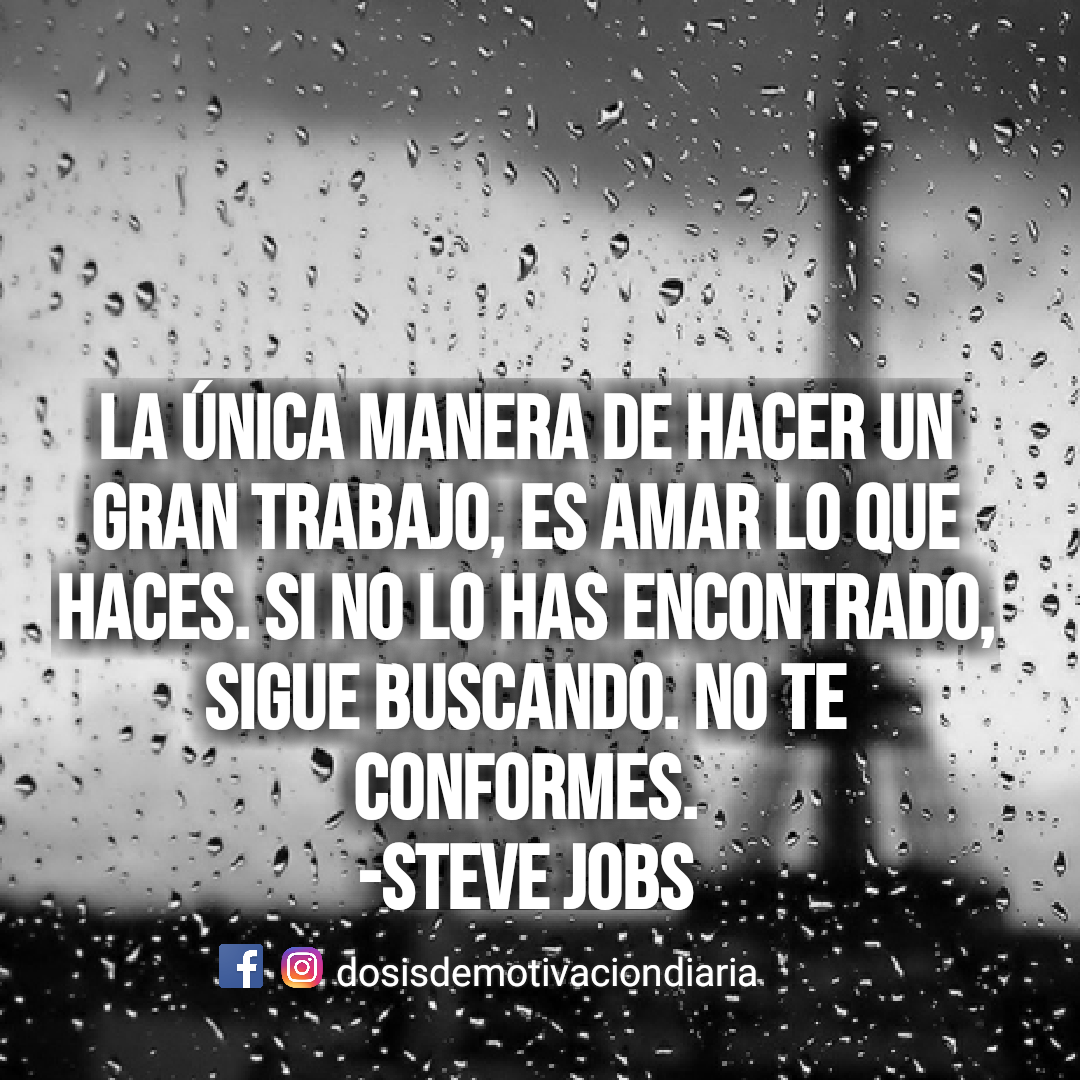 LA ÚNICA MANERA DE HACER UN
GRAN TRABAJO, ES AMAR LO QUE
HACES. SI NO LO HAS ENCONTRADO,
SIGUE BUSCANDO. NO TE
CONFORMES.
-STEVE JOBS
dosisdemotivaciondiaria